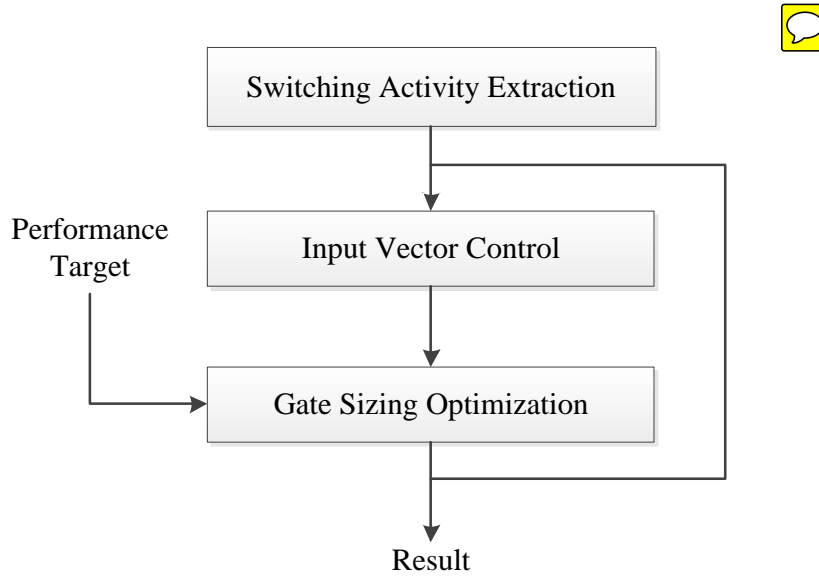 Switching Activity Extraction
Performance
Target
Input Vector Control
Gate Sizing Optimization
Result